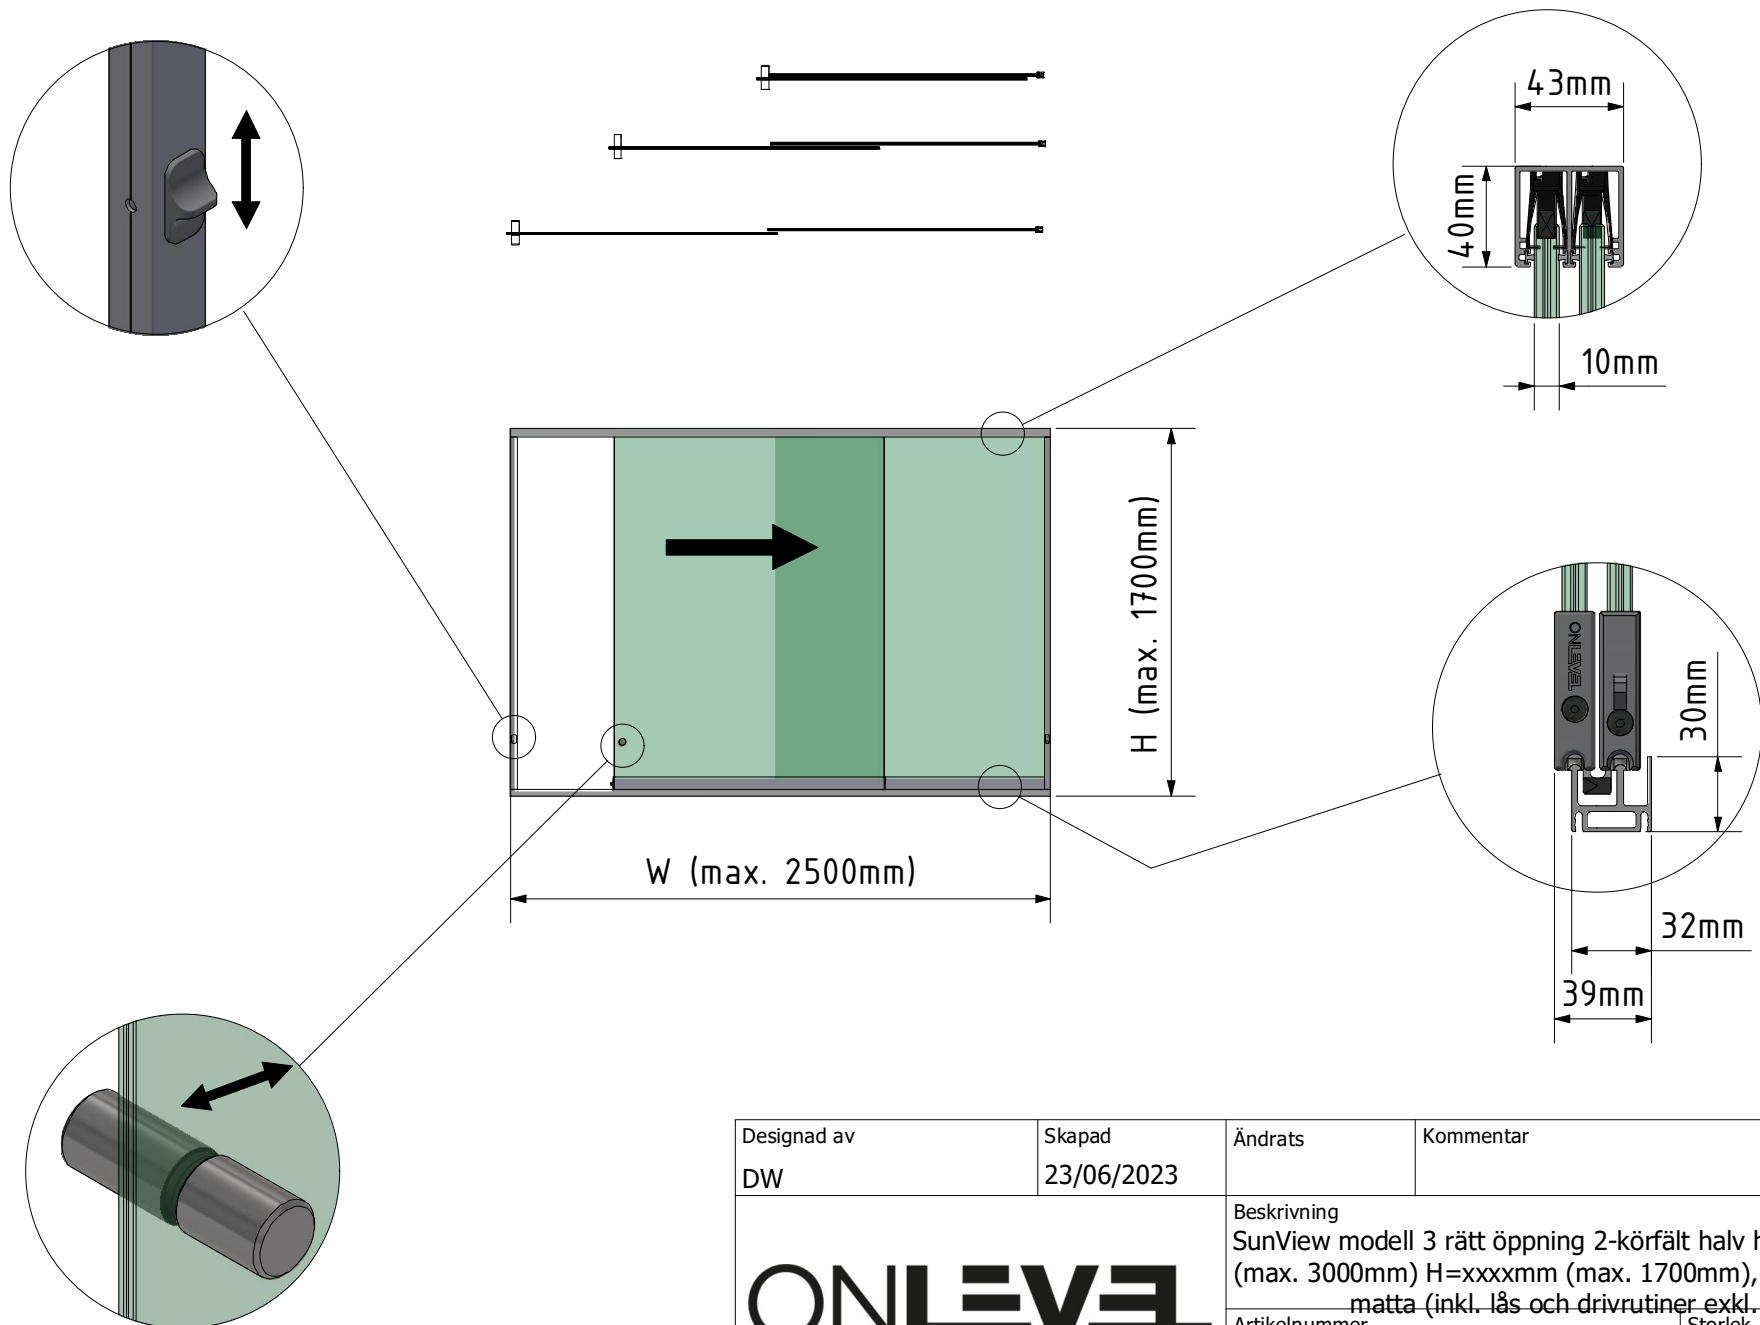 43mm
40mm
10mm
H (max. 1700mm)
W (max. 2500mm)
ONLEVEL
30mm
32mm
39mm
Designad av
DW
Skapad
23/06/2023
Ändrats
Kommentar
Beskrivning
SunView modell 3 rätt öppning 2-körfält halv
(max. 3000mm) H=xxxxmm (max. 1700mm),
matta (inkl. lås och drivrutiner exkl.
Artikelnummer
Storlek
ONLEVEL